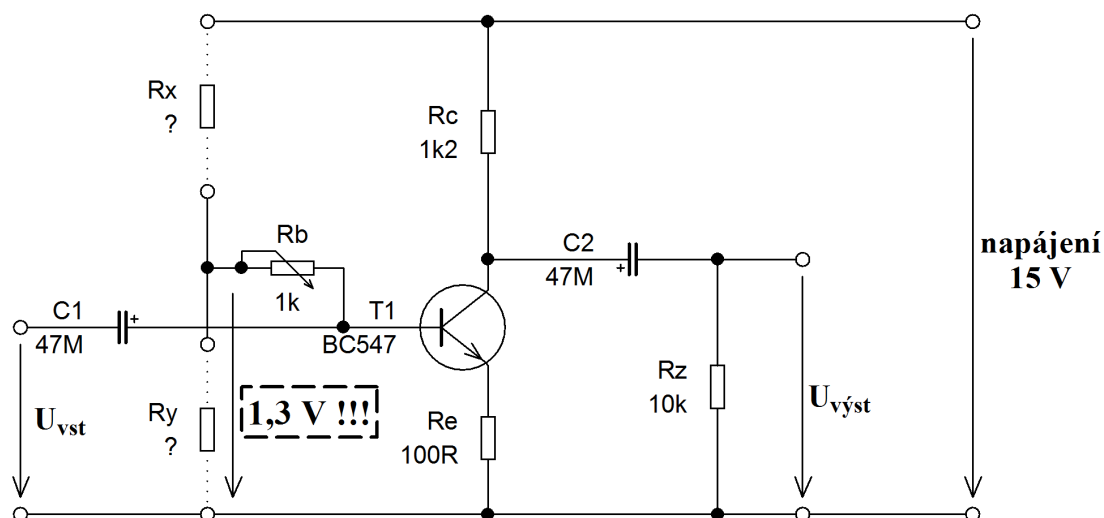 Rx
?
Rc
1k2
Rb
1k
C2
47M
+
napájení
15 V
C1
47M
+
T1
BC547
Rz
10k
Uvst
Ry
?
1,3 V !!!
Re
100R
Uvýst